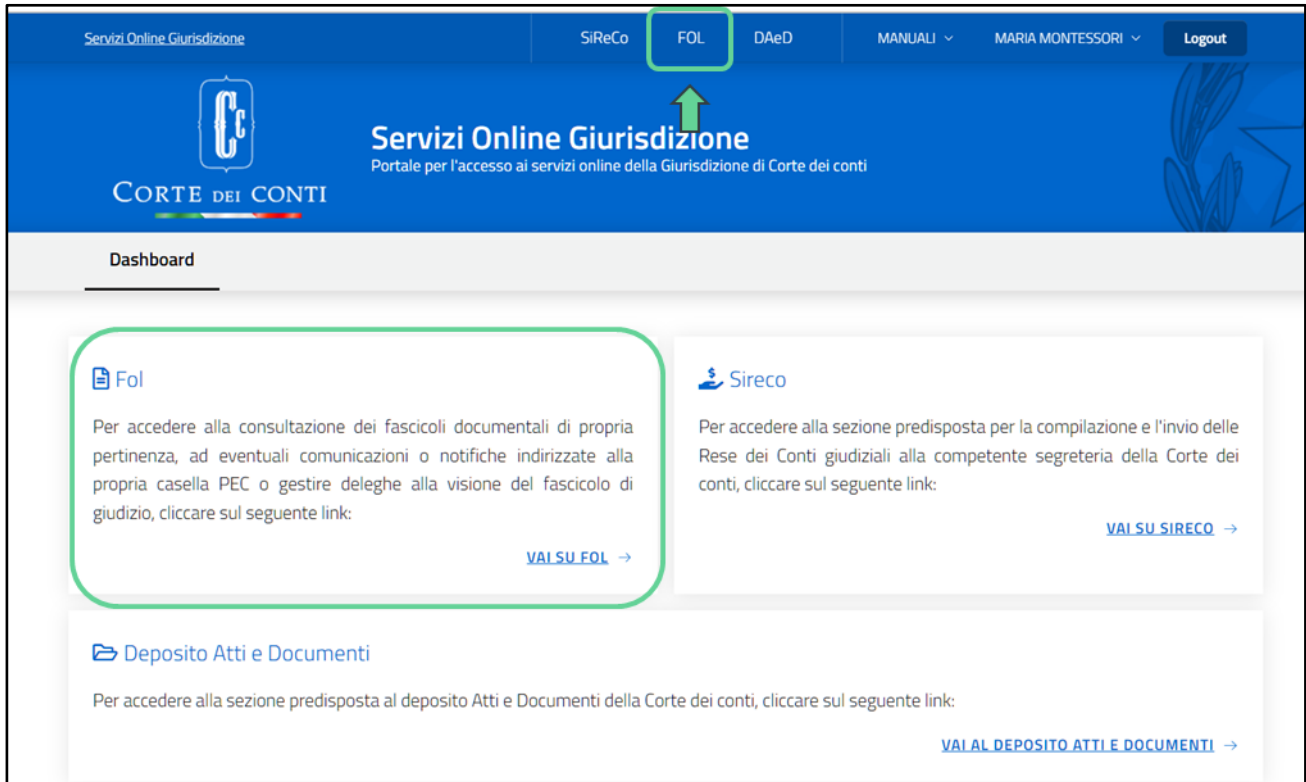 Servizi Online Giurisdizione
SiReCo
FOL
DAeD
MANUALI
MARIA MONTESSORI
Logout
CORTE DEI CONTI
Servizi Online Giurisdizione
Portale per l'accesso ai servizi online della Giurisdizione di Corte dei conti
Dashboard
Fol
Per accedere alla consultazione dei fascicoli documentali di propria
pertinenza, ad eventuali comunicazioni o notifiche indirizzate alla
propria casella PEC o gestire deleghe alla visione del fascicolo di
giudizio, cliccare sul seguente link:
VAI SU FOL →
Sireco
Per accedere alla sezione predisposta per la compilazione e l'invio delle
Rese dei Conti giudiziali alla competente segreteria della Corte dei
conti, cliccare sul seguente link:
VAI SU SIRECO →
Deposito Atti e Documenti
Per accedere alla sezione predisposta al deposito Atti e Documenti della Corte dei conti, cliccare sul seguente link:
VAI AL DEPOSITO ATTI E DOCUMENTI →